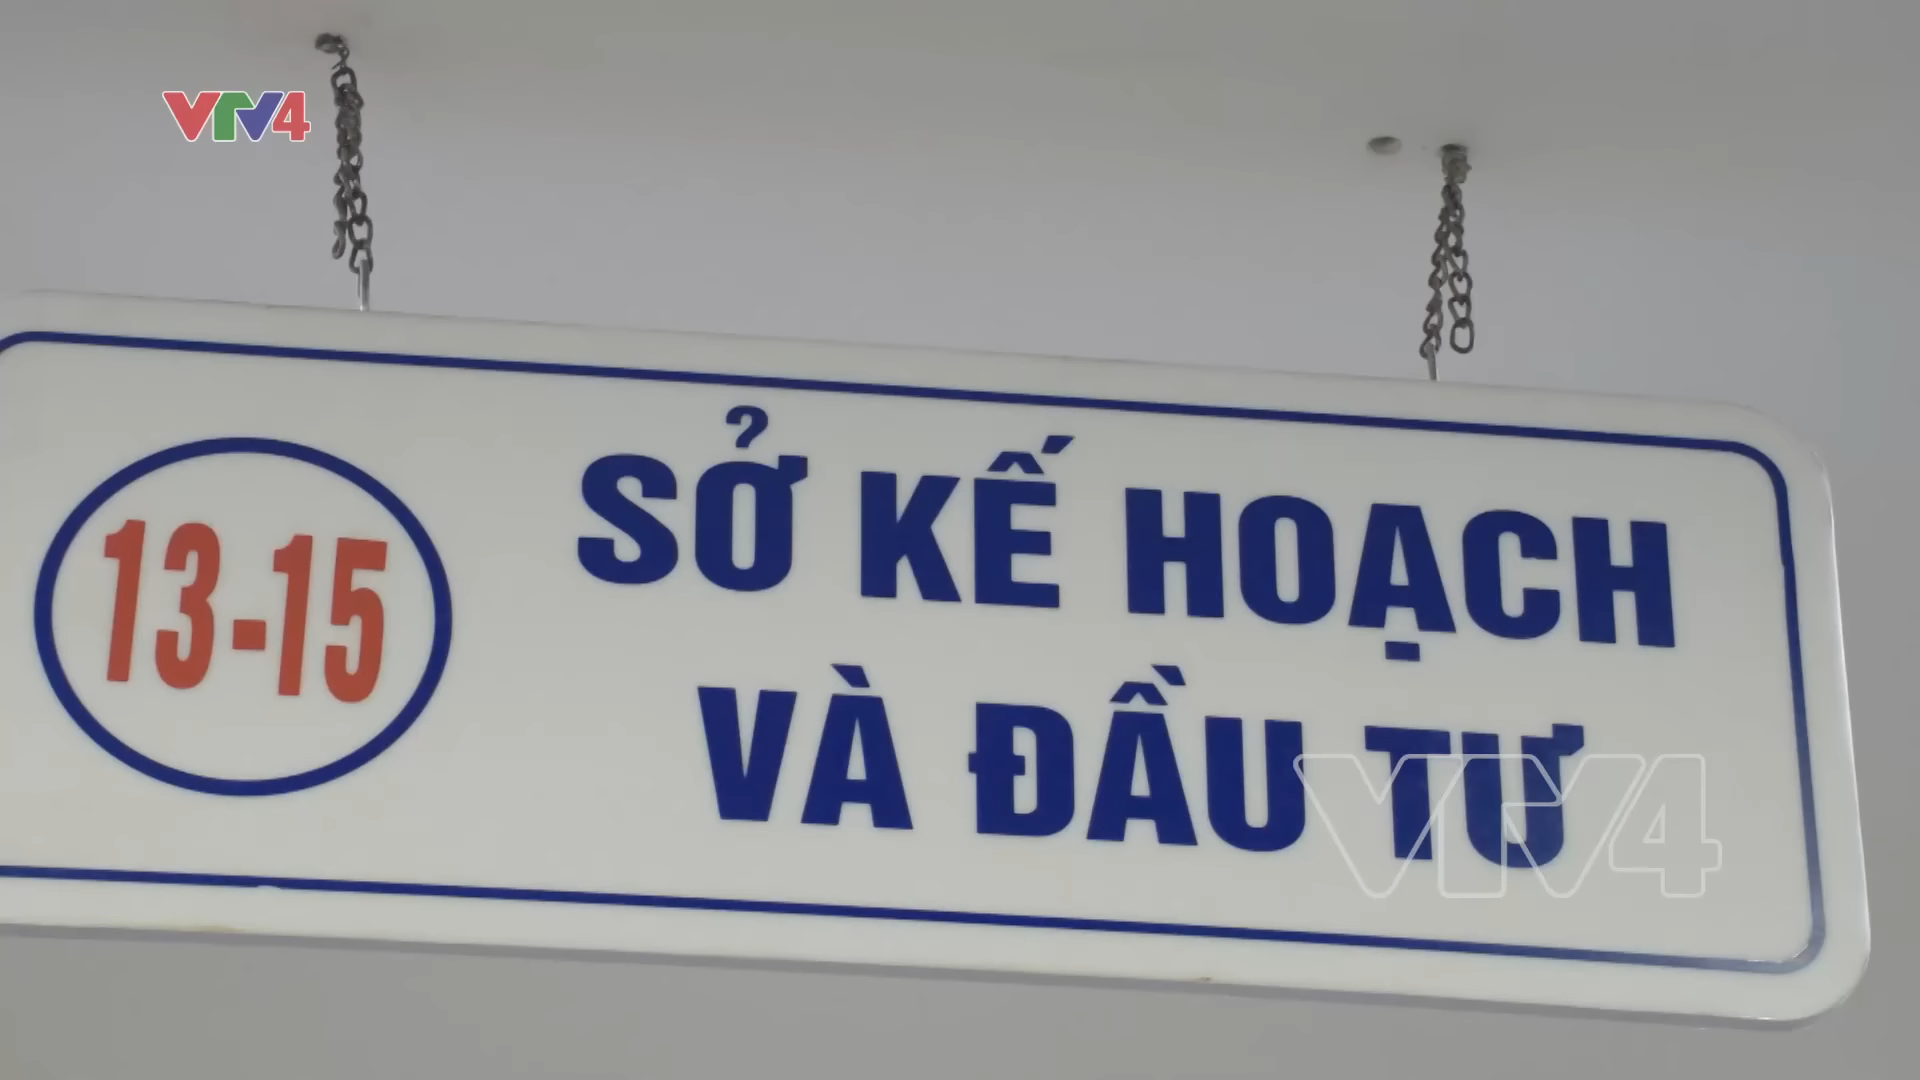 VTV4
13-15
SỞ KẾ HOẠCH
VÀ ĐẦU TƯ
VTV4